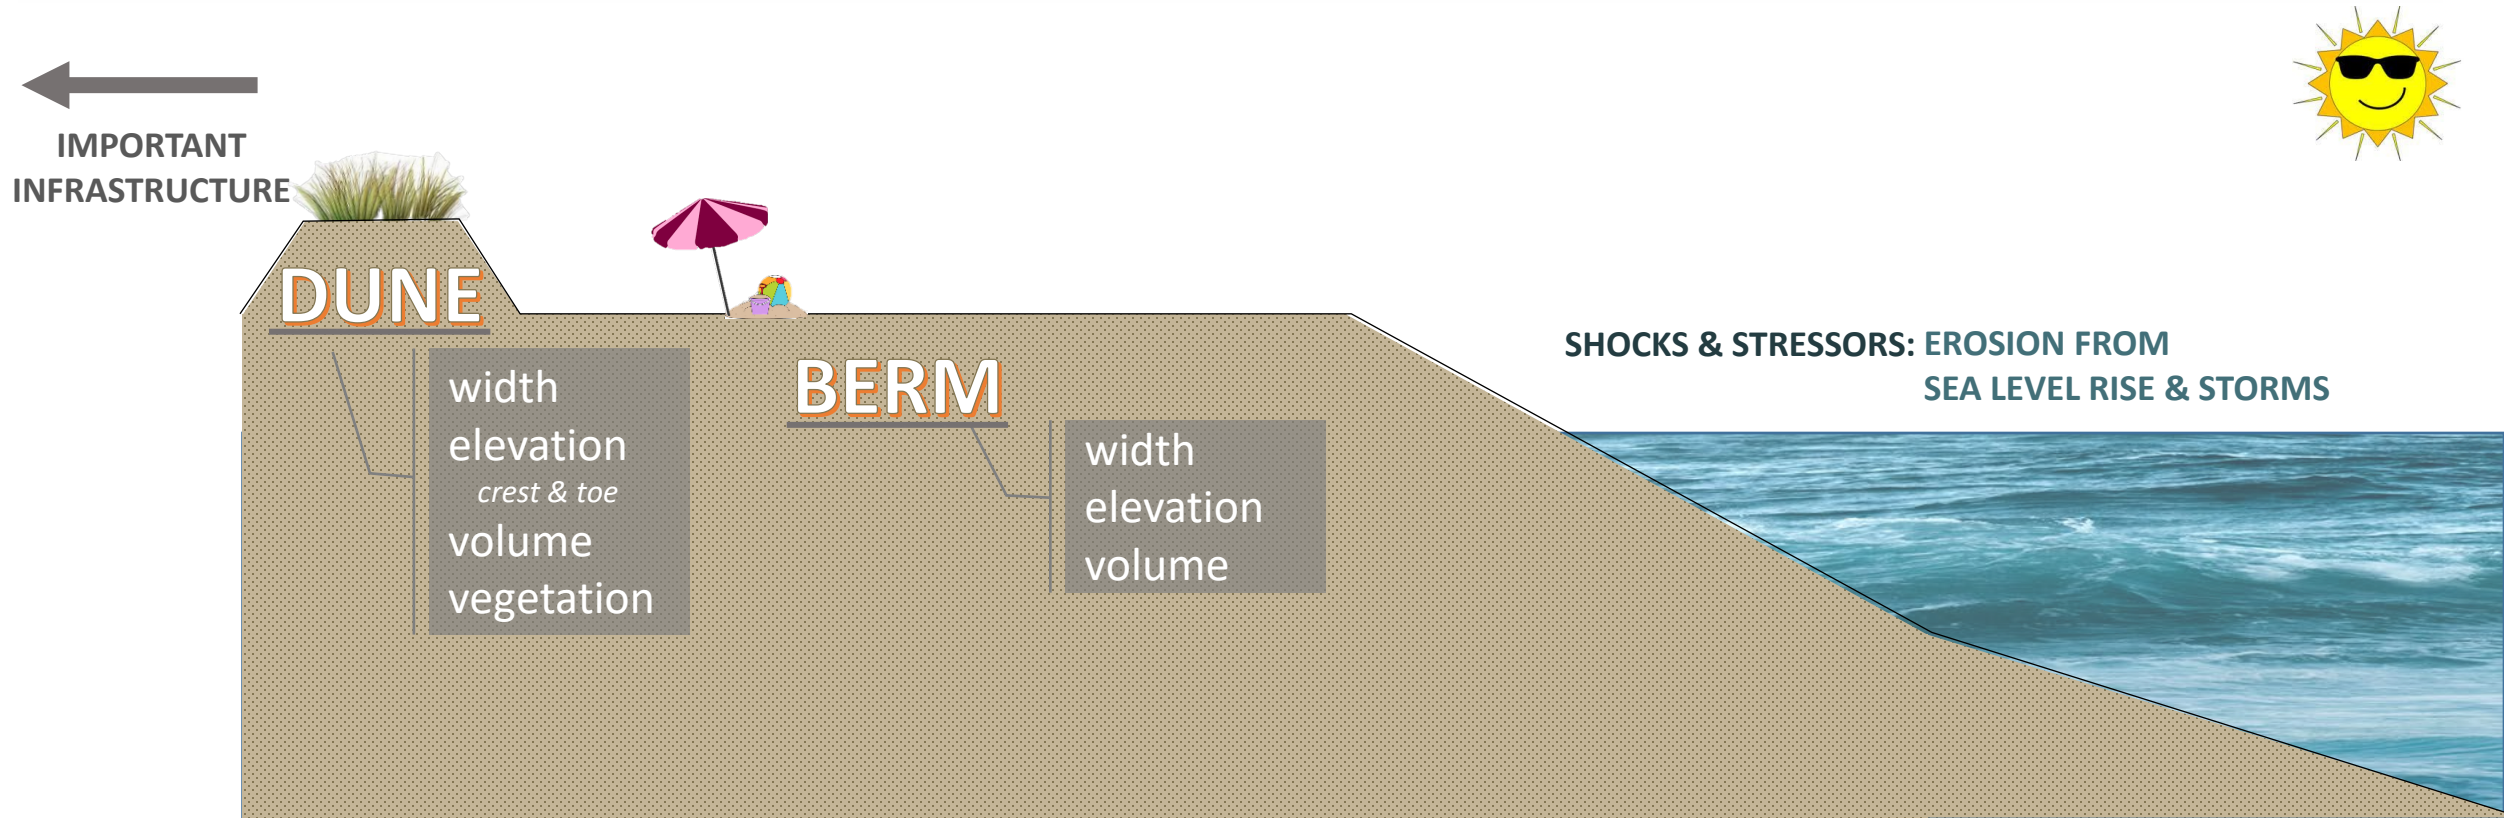 IMPORTANT
INFRASTRUCTURE
DUNE
width
elevation
crest & toe
volume
vegetation
BERM
width
elevation
volume
SHOCKS & STRESSORS: EROSION FROM
SEA LEVEL RISE & STORMS